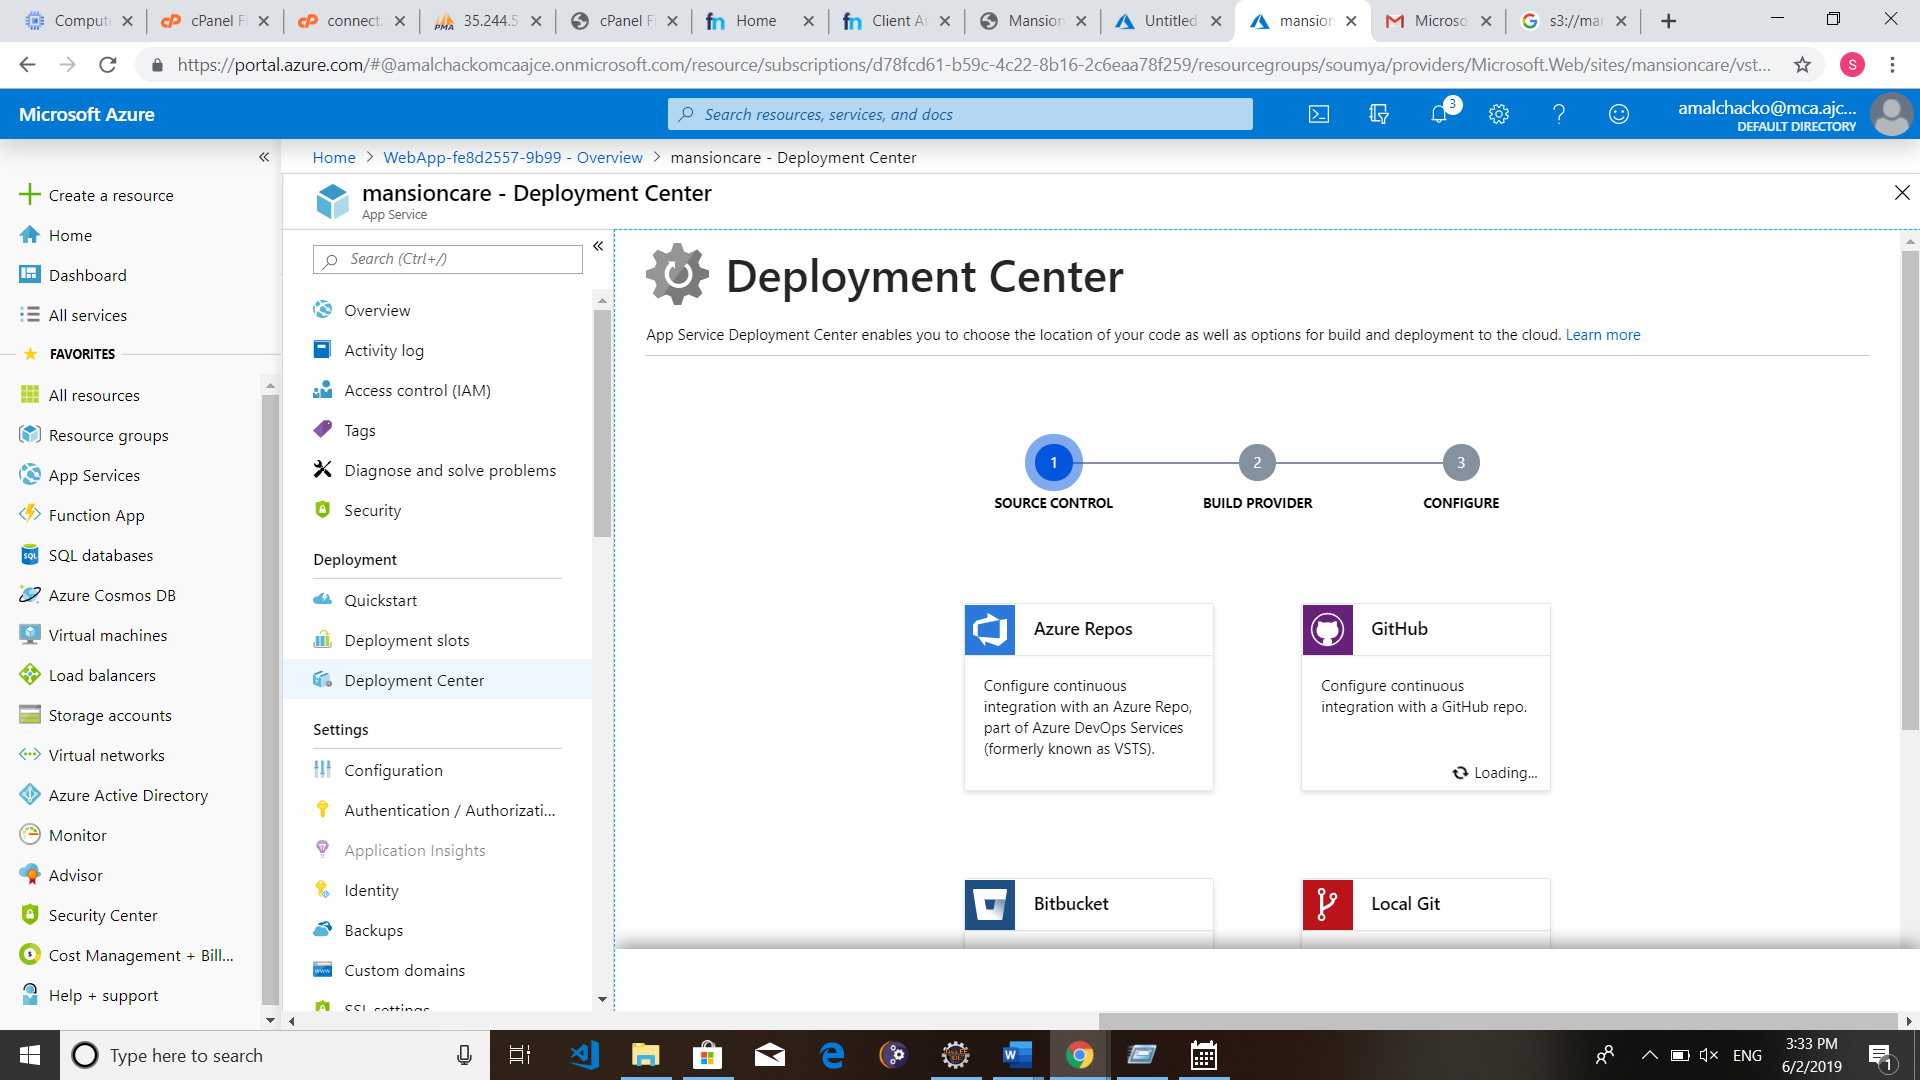 Compute
cPanel Fi
connect.
35.244.5
cPanel Fi
Home
Client Ar
Mansion
Untitled
mansion
Microso
s3://mar
https://portal.azure.com/#@amalchackomcaajce.onmicrosoft.com/resource/subscriptions/d78fcd61-b59c-4c22-8b16-2c6eaa78f259/resourcegroups/soumya/providers/Microsoft.Web/sites/mansioncare/vst...
S
Microsoft Azure
Search resources, services, and docs
3
amalchacko@mca.ajc...
DEFAULT DIRECTORY
Home > WebApp-fe8d2557-9b99 - Overview > mansioncare - Deployment Center
mansioncare - Deployment Center
App Service
Create a resource
Home
Dashboard
All services
FAVORITES
All resources
Resource groups
App Services
Function App
SQL databases
Azure Cosmos DB
Virtual machines
Load balancers
Storage accounts
Virtual networks
Azure Active Directory
Monitor
Advisor
Security Center
Cost Management + Bill...
Help + support
Search (Ctrl+/)
Overview
Activity log
Access control (IAM)
Tags
Diagnose and solve problems
Security
Deployment
Quickstart
Deployment slots
Deployment Center
Settings
Configuration
Authentication / Authorizati...
Application Insights
Identity
Backups
Custom domains
SSL settings
Deployment Center
App Service Deployment Center enables you to choose the location of your code as well as options for build and deployment to the cloud. Learn more
1
2
3
SOURCE CONTROL
BUILD PROVIDER
CONFIGURE
Azure Repos
Configure continuous
integration with an Azure Repo,
part of Azure DevOps Services
(formerly known as VSTS).
GitHub
Configure continuous
integration with a GitHub repo.
Loading...
Bitbucket
Local Git
Type here to search
ENG
3:33 PM
6/2/2019
1